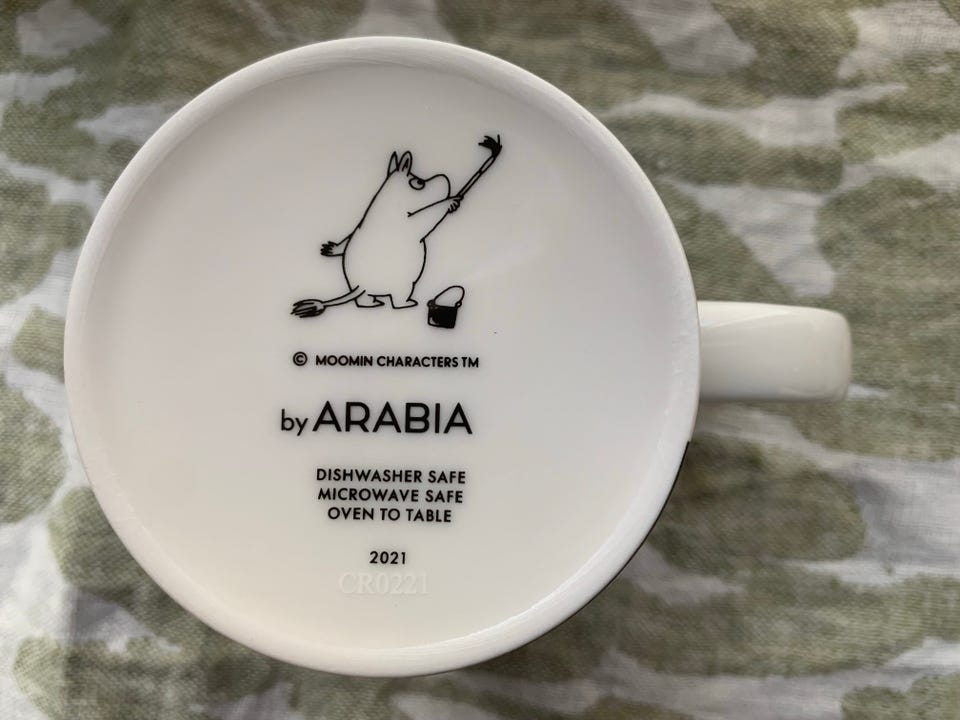 © MOOMIN CHARACTERS TM
by ARABIA
DISHWASHER SAFE
MICROWAVE SAFE
OVEN TO TABLE
2021
CR0221